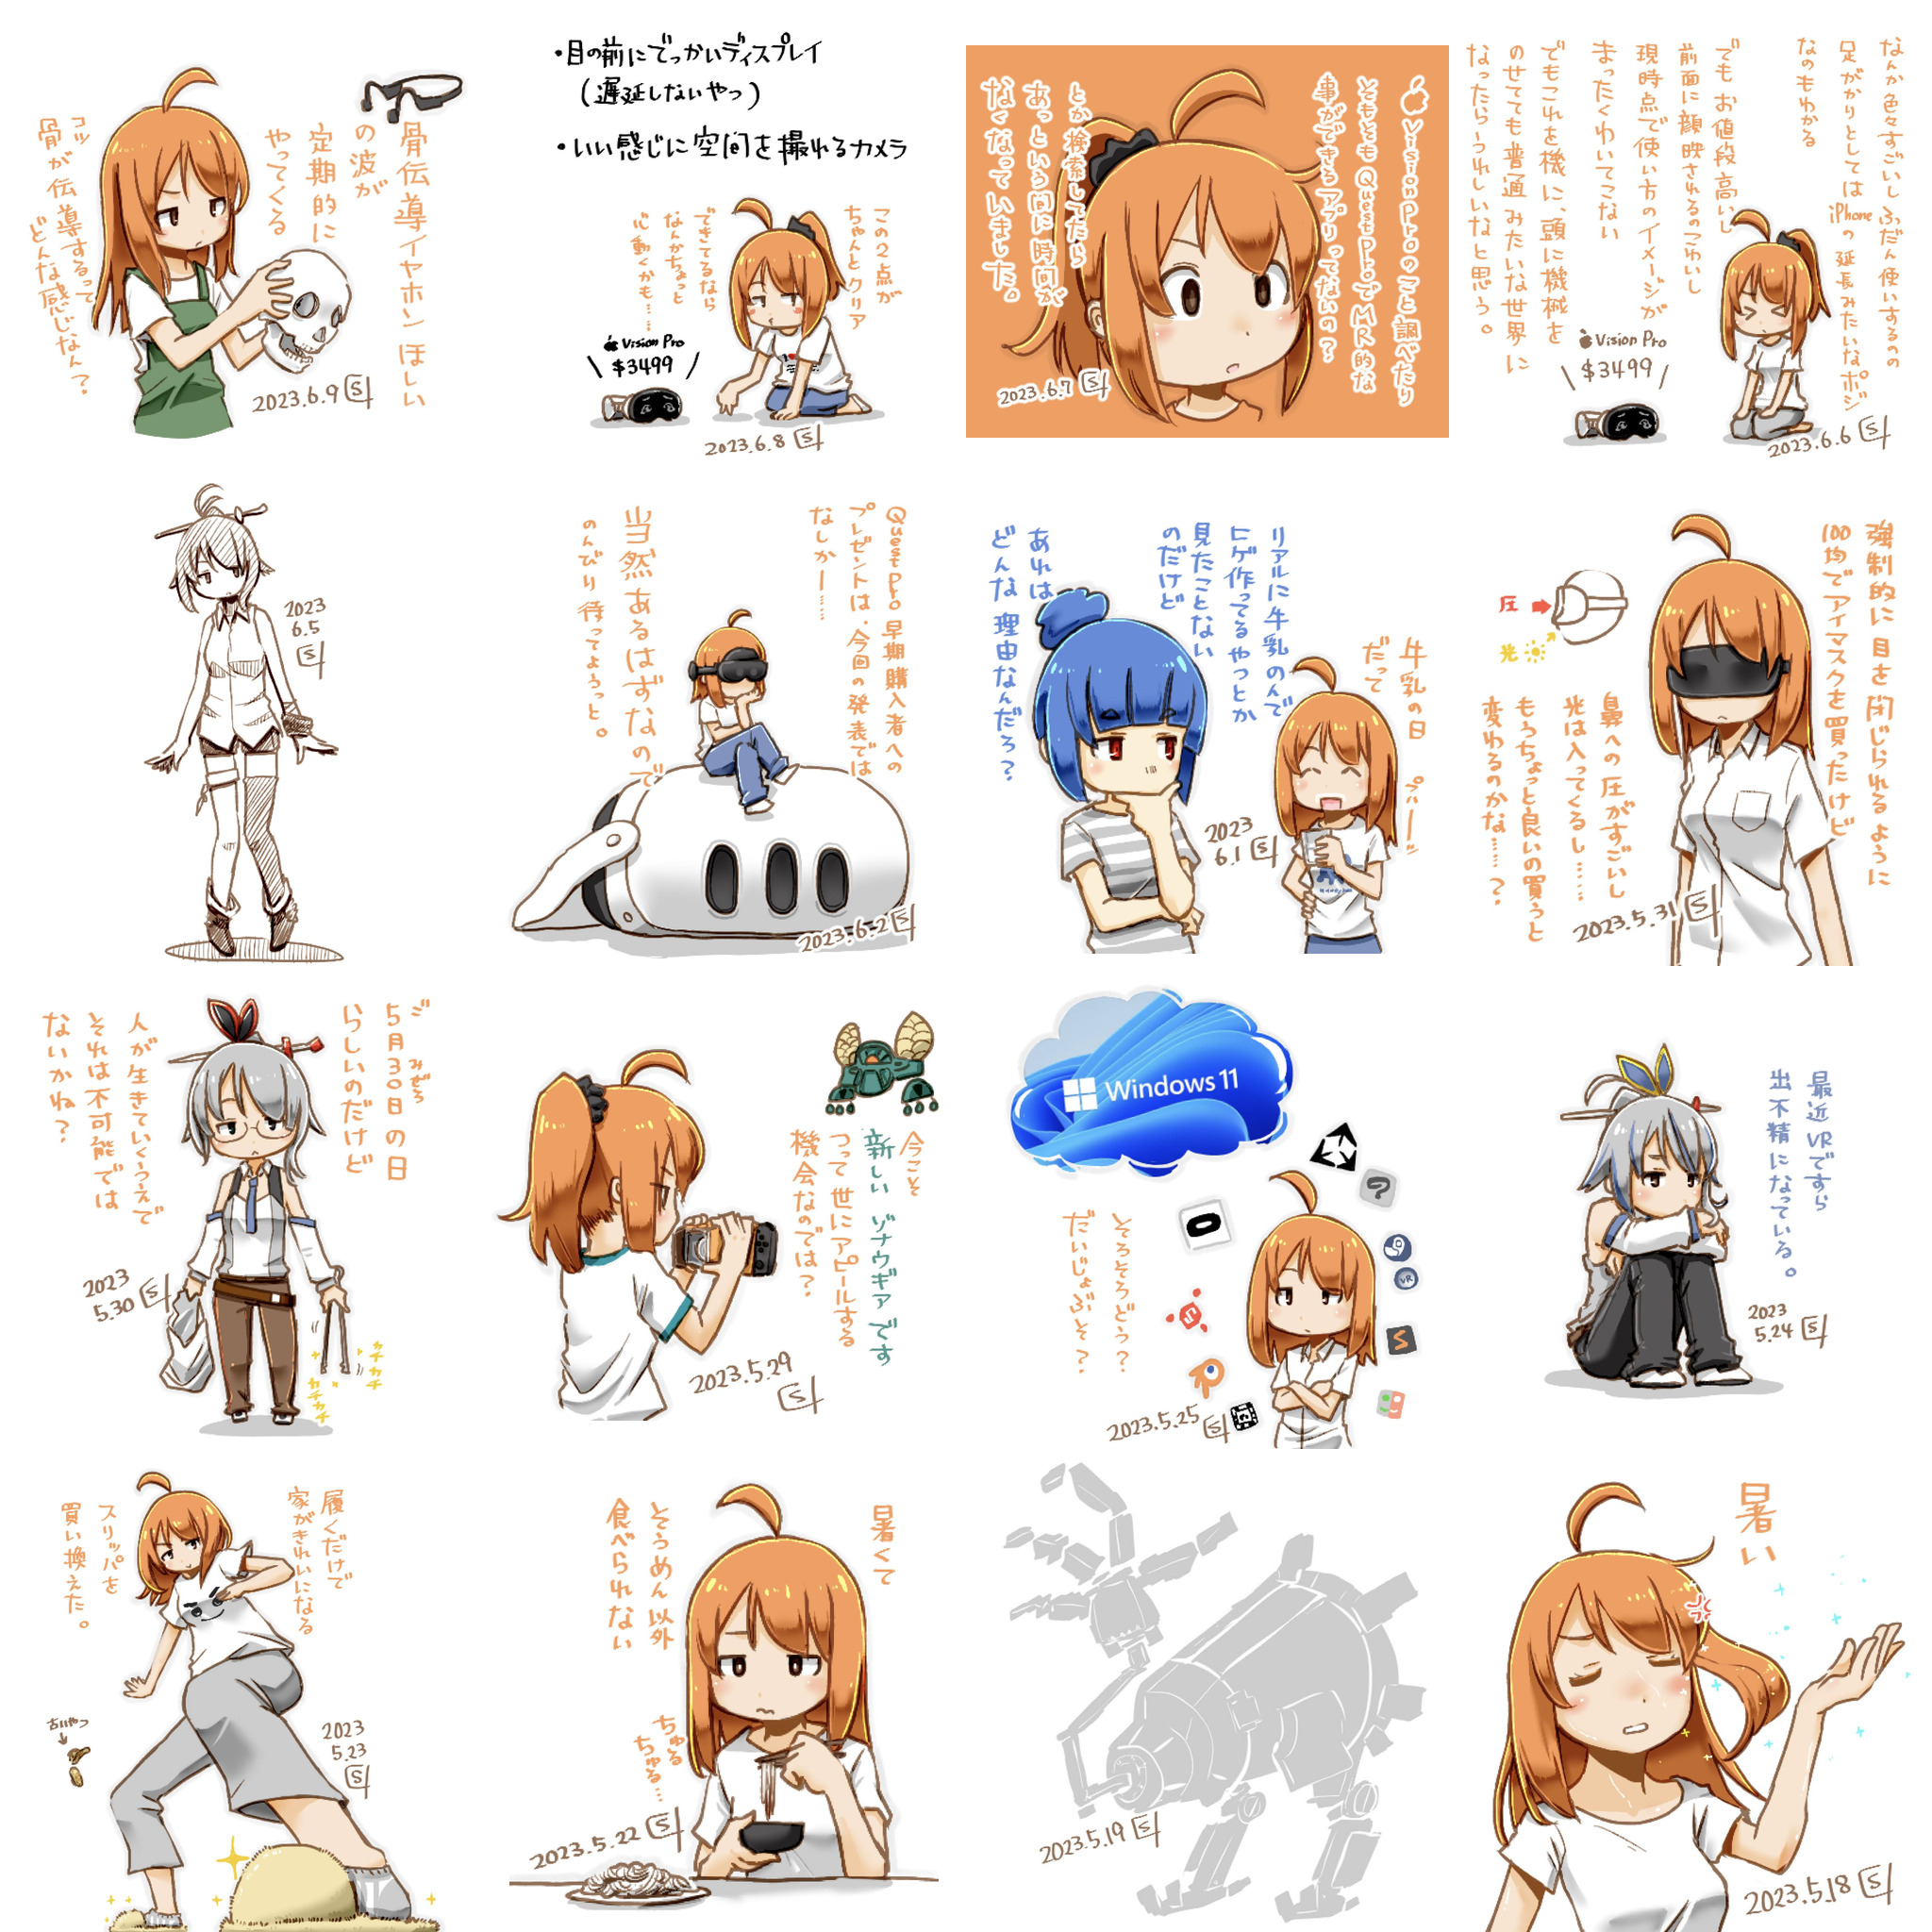 骨伝導イヤホンほしい
の波が
定期的に
やってくる
コッ
骨が伝導するって
どんな感じなん？
2023.6.9
・目の前にでっかいディスプレイ
(遅延しないやつ)
・いい感じに空間を撮れるカメラ
この2点が
ちゃんとクリア
できてるなら
なんかちょっと
心動くかも……
Vision Pro
$3499
2023.6.8
Vision Proのこと調べたり
そもそもQuest ProでMR的な
事ができるアプリってないの？
とか検索してたら
あっという間に時間が
なくなっていました。
2023.6.7
なんか色々すごいしふだん使いするの
足がかりとしてはiPhoneの延長みたいなポジ
なのもわかる
でもお値段高いし
前面に顔映されるのこわいし
現時点で使い方のイメージが
まったくわいてこない
でもこれを機に、頭に機械を
のせてても普通みたいな世界に
なったらうれしいなと思う。
Vision Pro
$3499
2023.6.6
2023
6.5
Quest Pro早期購入者への
プレゼントは、今回の発表では
なしかー……
当然あるはずなので
のんびり待ってようっと。
2023.6.2
牛乳の日
だって
プハーッ
リアルに牛乳のんで
ヒゲ作ってるやつとか
見たことない
のだけど
あれは
どんな理由なんだろ？
2023
6.1
強制的に目を閉じられるように
100均でアイマスクを買ったけど
圧
光
鼻への圧がすごいし
光は入ってくるし……
もうちょっと良いの買うと
変わるのかな……？
2023.5.31
ゴ みぜろ
5月30日の日
らしいのだけど
人が生きていくうえで
それは不可能では
ないかね？
2023
5.30
カチカチ
カチカチ
今こそ
新しいゾナウギアです
って世にアピールする
機会なのでは？
2023.5.29
Windows 11
そろそろどう？
だいじょぶそ？
VR
2023.5.25
最近VRですら
出不精になっている。
2023
5.24
履くだけで
家がきれいになる
スリッパを
買い換えた。
古いやつ
2023
5.23
暑くて
そうめん以外
食べられない
ちゅる
ちゅる…
2023.5.22
2023.5.19
暑い
2023.5.18